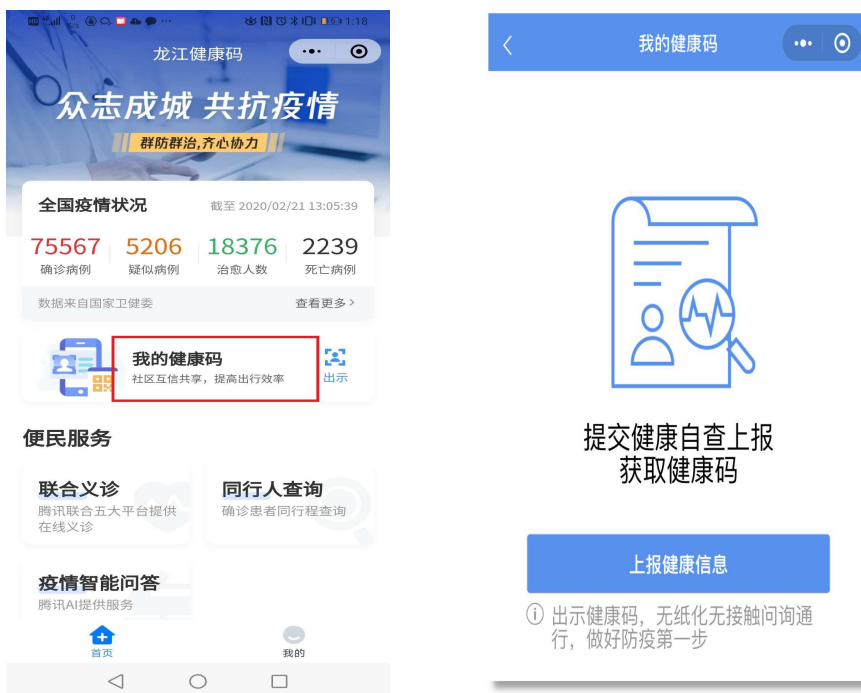 1:18
龙江健康码
众志成城 共抗疫情
群防群治,齐心协力
全国疫情状况
截至 2020/02/21 13:05:39
75567 5206 18376 2239
确诊病例 疑似病例 治愈人数 死亡病例
数据来自国家卫健委
查看更多>
我的健康码
社区互信共享，提高出行效率
出示
便民服务
联合义诊
腾讯联合五大平台提供
在线义诊
同行人查询
确诊患者同行程查询
疫情智能问答
腾讯AI提供服务
首页
我的
我的健康码
提交健康自查上报
获取健康码
上报健康信息
出示健康码，无纸化无接触问询通
行，做好防疫第一步